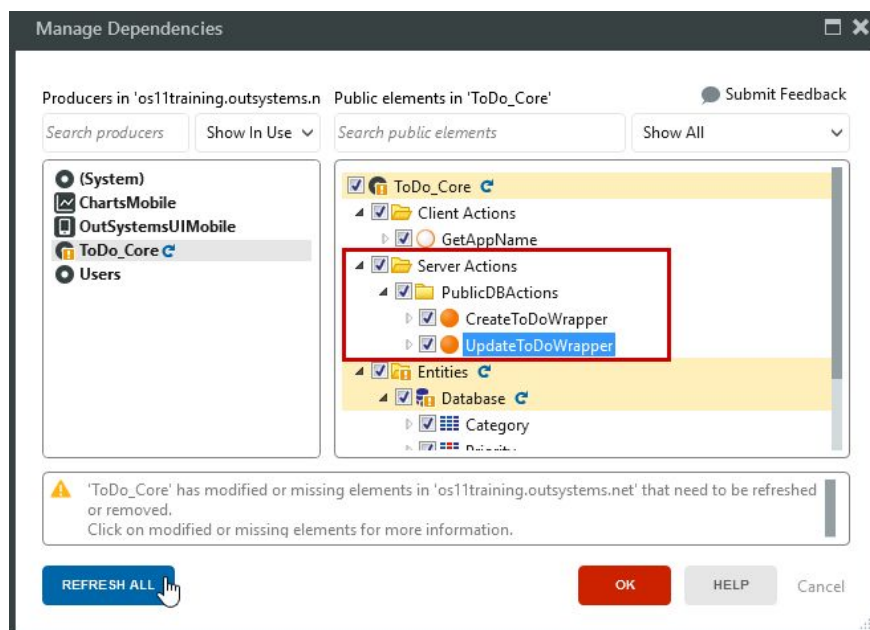 Manage Dependencies
Producers in 'os11training.outsystems.n
Public elements in 'ToDo_Core'
Submit Feedback
Search producers
Show In Use
Search public elements
Show All
(System)
ChartsMobile
OutSystemsUIMobile
ToDo_Core
Users
ToDo_Core
Client Actions
GetAppName
Server Actions
PublicDBActions
CreateToDoWrapper
UpdateToDoWrapper
Entities
Database
Category
Priority
'ToDo_Core' has modified or missing elements in 'os11training.outsystems.net' that need to be refreshed
or removed.
Click on modified or missing elements for more information.
REFRESH ALL
OK
HELP
Cancel